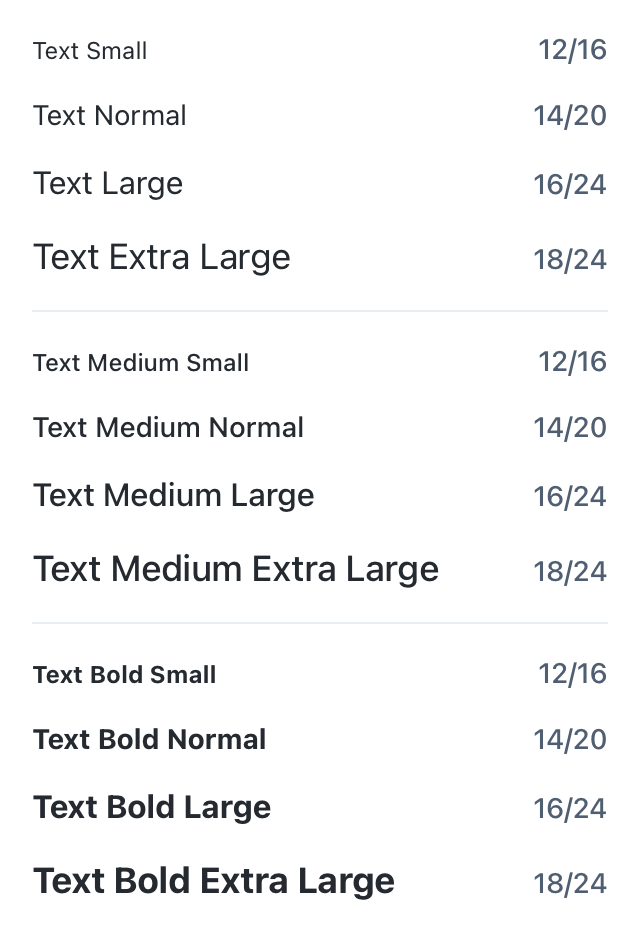 Text Small 12/16
Text Normal 14/20
Text Large 16/24
Text Extra Large 18/24
Text Medium Small 12/16
Text Medium Normal 14/20
Text Medium Large 16/24
Text Medium Extra Large 18/24
Text Bold Small 12/16
Text Bold Normal 14/20
Text Bold Large 16/24
Text Bold Extra Large 18/24